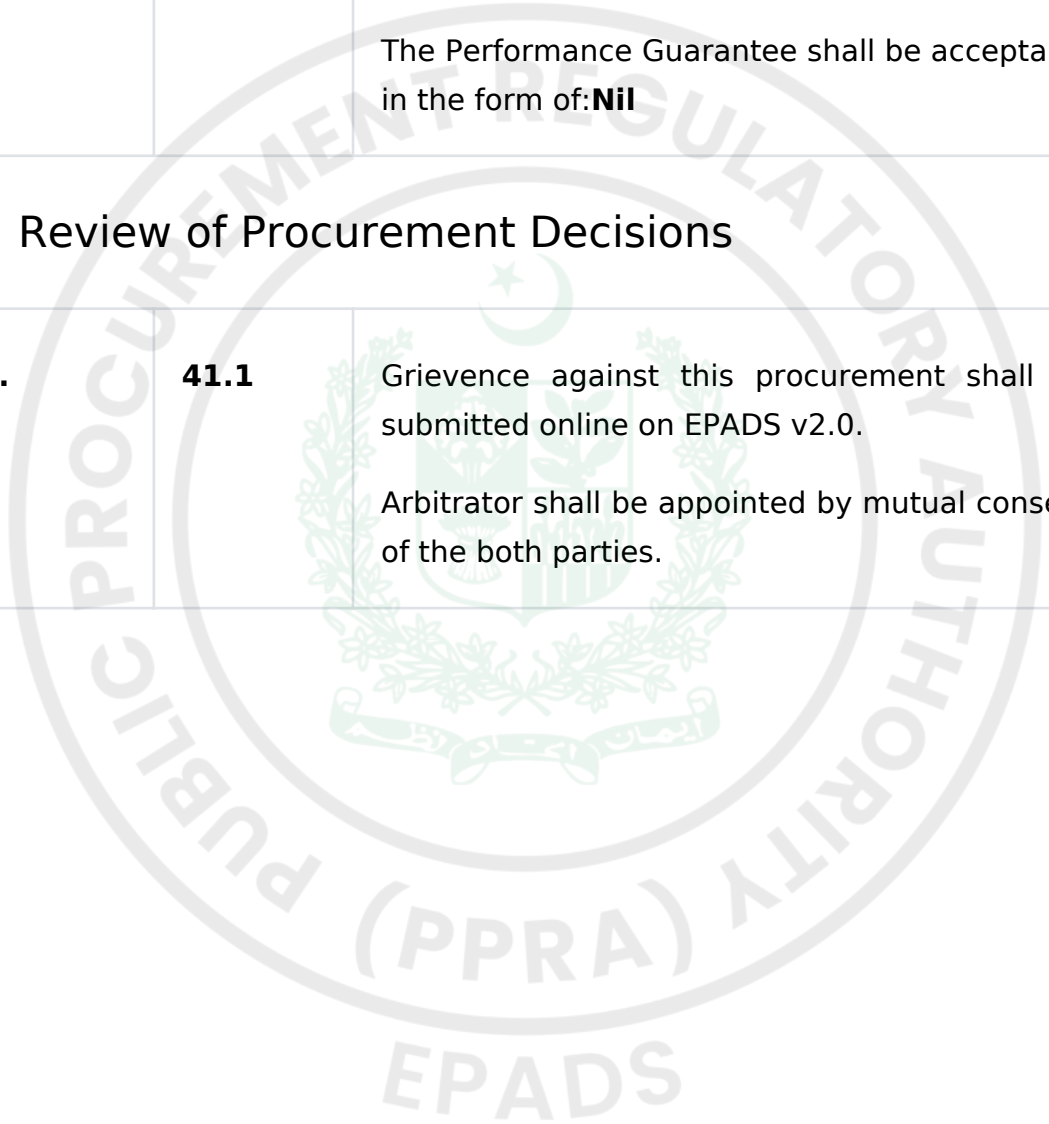 The Performance Guarantee shall be accepta
in the form of:Nil
Review of Procurement Decisions
. 41.1 Grievence against this procurement shall
submitted online on EPADS v2.0.
Arbitrator shall be appointed by mutual conse
of the both parties.
PUBLIC PROCUREMENT REGULATORY AUTHORITY
(PPRA)
EPADS